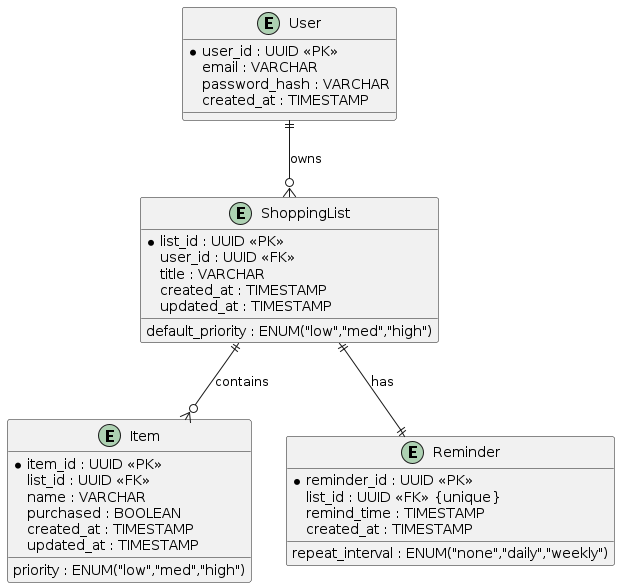 E User
user_id : UUID «PK»
email : VARCHAR
password_hash : VARCHAR
created_at : TIMESTAMP
owns
E ShoppingList
list_id : UUID «PK»
user_id : UUID «FK»
title : VARCHAR
created_at : TIMESTAMP
updated_at : TIMESTAMP
default_priority : ENUM("low","med","high")
contains
has
E Item
item_id : UUID «PK»
list_id : UUID «FK»
name : VARCHAR
purchased : BOOLEAN
created_at : TIMESTAMP
updated_at : TIMESTAMP
priority : ENUM("low","med","high")
E Reminder
reminder_id : UUID «PK»
list_id : UUID «FK» {unique}
remind_time : TIMESTAMP
created_at : TIMESTAMP
repeat_interval : ENUM("none","daily","weekly")